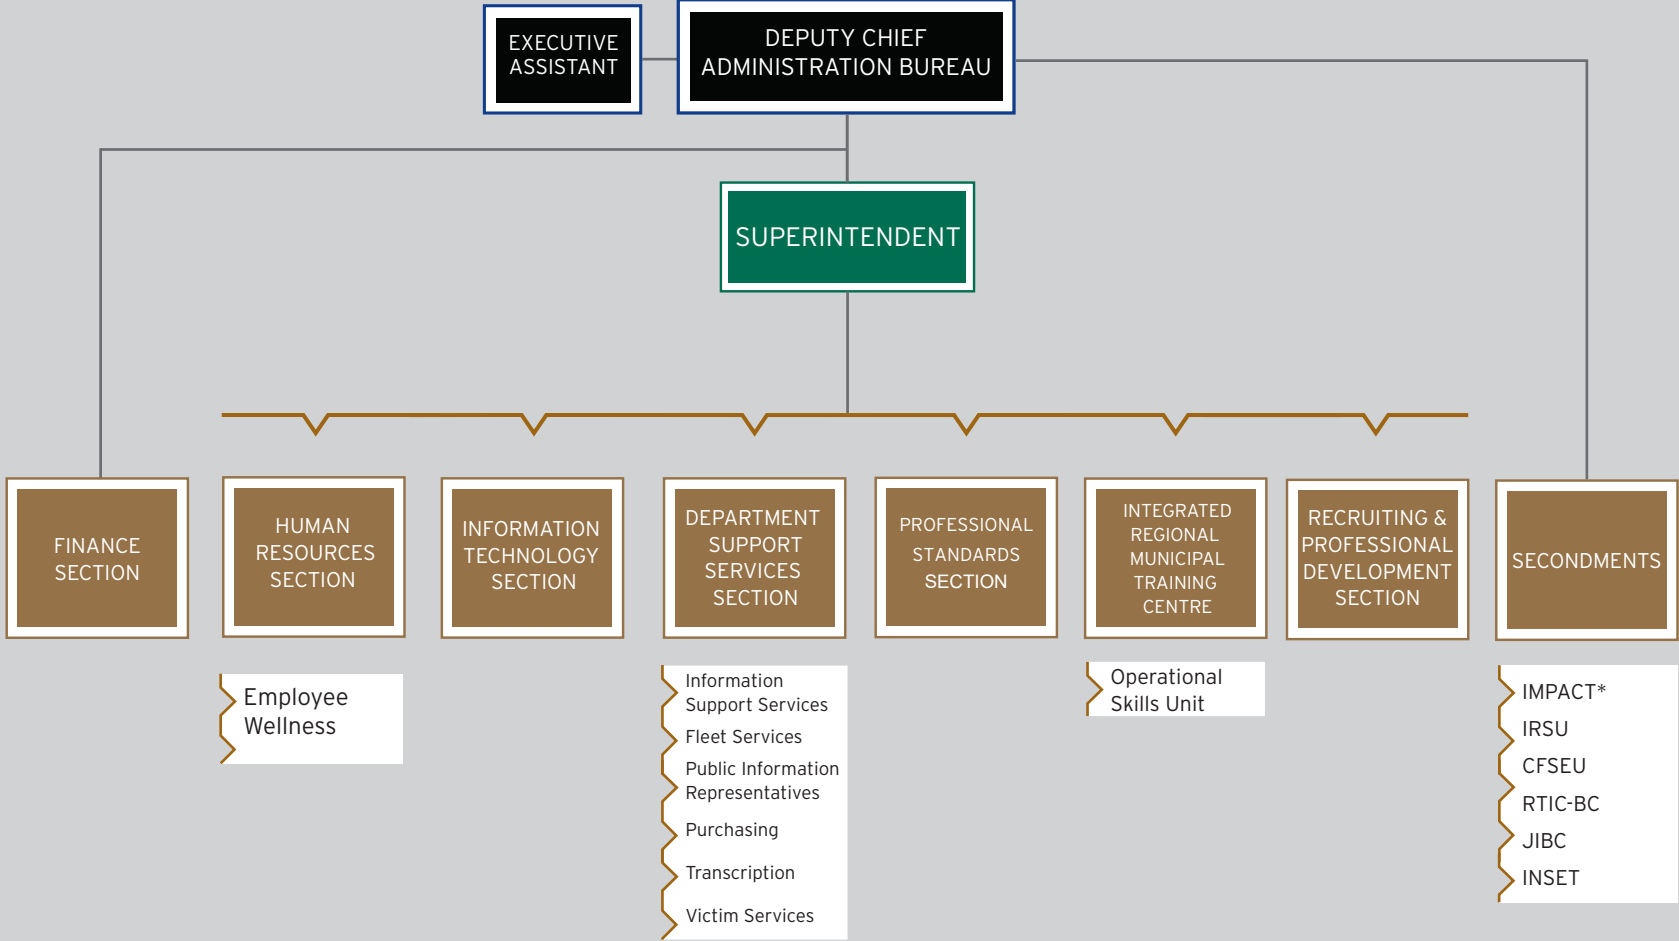 EXECUTIVE
ASSISTANT
DEPUTY CHIEF
ADMINISTRATION BUREAU
SUPERINTENDENT
FINANCE
SECTION
HUMAN
RESOURCES
SECTION
INFORMATION
TECHNOLOGY
SECTION
DEPARTMENT
SUPPORT
SERVICES
SECTION
PROFESSIONAL
STANDARDS
SECTION
INTEGRATED
REGIONAL
MUNICIPAL
TRAINING
CENTRE
RECRUITING &
PROFESSIONAL
DEVELOPMENT
SECTION
SECONDMENTS
Employee
Wellness
Information
Support Services
Fleet Services
Public Information
Representatives
Purchasing
Transcription
Victim Services
Operational
Skills Unit
IMPACT*
IRSU
CFSEU
RTIC-BC
JIBC
INSET